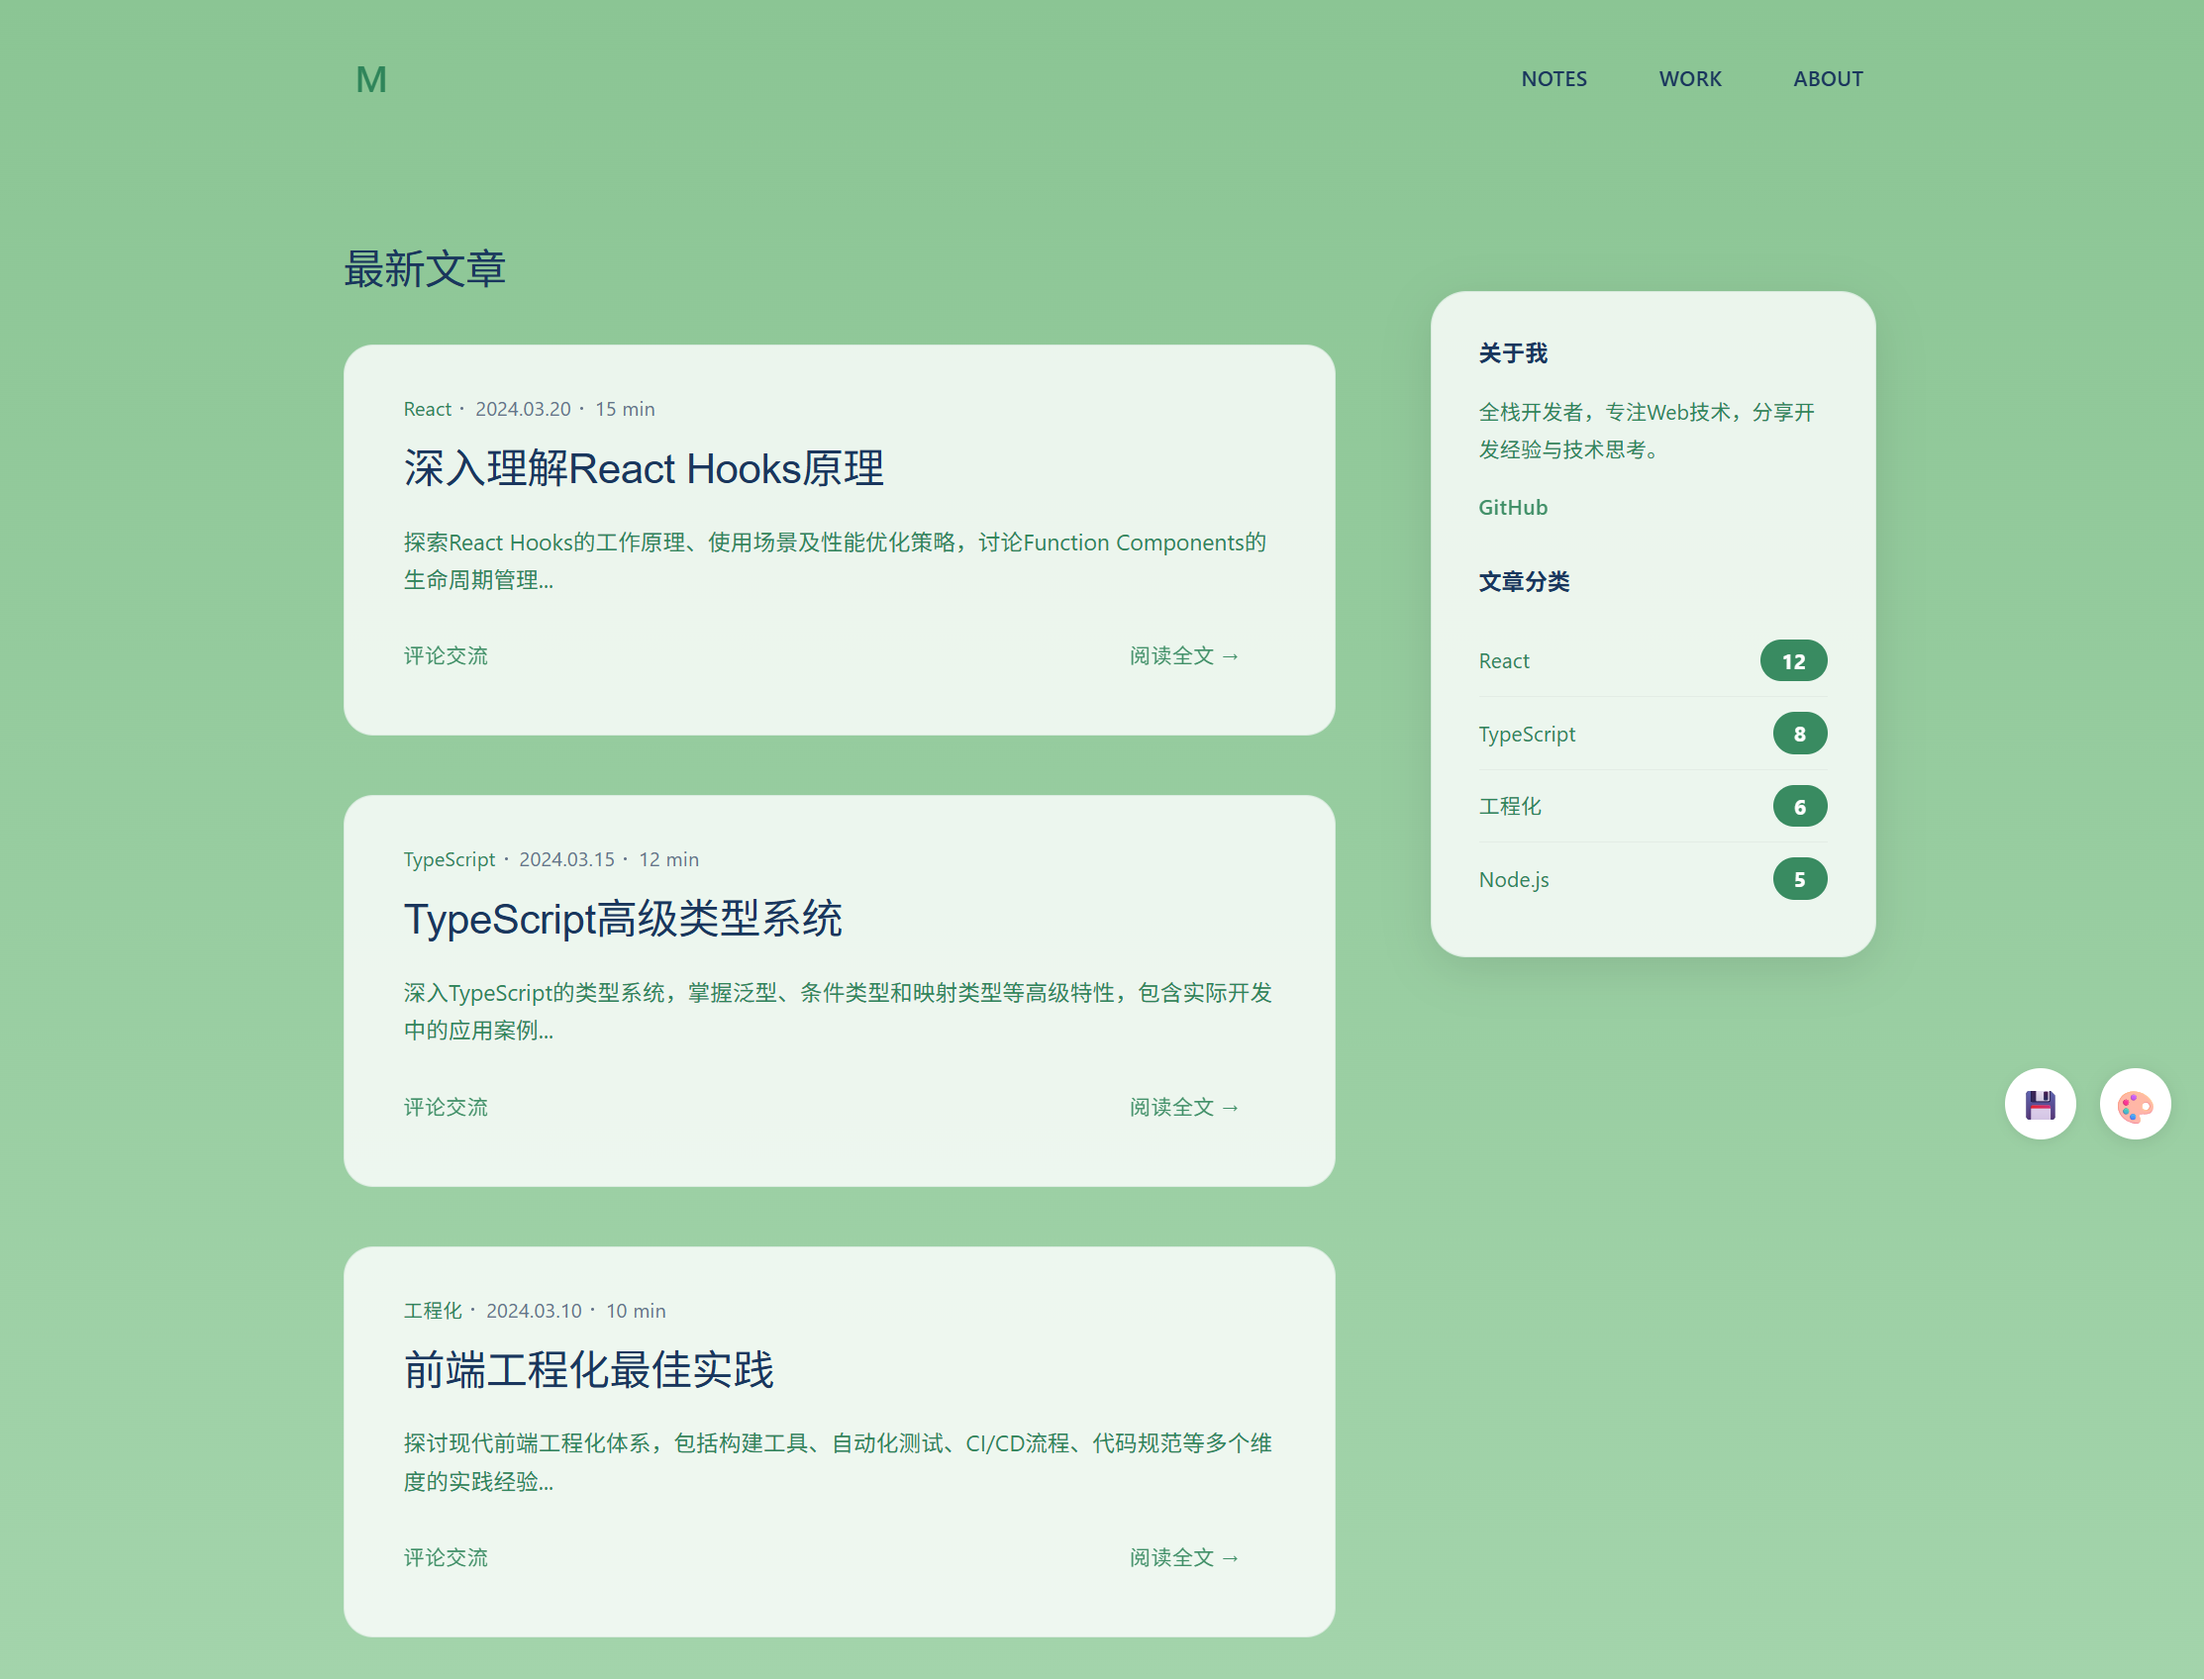 M
NOTES
WORK
ABOUT
最新文章
React · 2024.03.20 · 15 min
深入理解React Hooks原理
探索React Hooks的工作原理、使用场景及性能优化策略，讨论Function Components的
生命周期管理...
评论交流
阅读全文 →
TypeScript · 2024.03.15 · 12 min
TypeScript高级类型系统
深入TypeScript的类型系统，掌握泛型、条件类型和映射类型等高级特性，包含实际开发
中的应用案例...
评论交流
阅读全文 →
工程化 · 2024.03.10 · 10 min
前端工程化最佳实践
探讨现代前端工程化体系，包括构建工具、自动化测试、CI/CD流程、代码规范等多个维
度的实践经验...
评论交流
阅读全文 →
关于我
全栈开发者，专注Web技术，分享开
发经验与技术思考。
GitHub
文章分类
React 12
TypeScript 8
工程化 6
Node.js 5